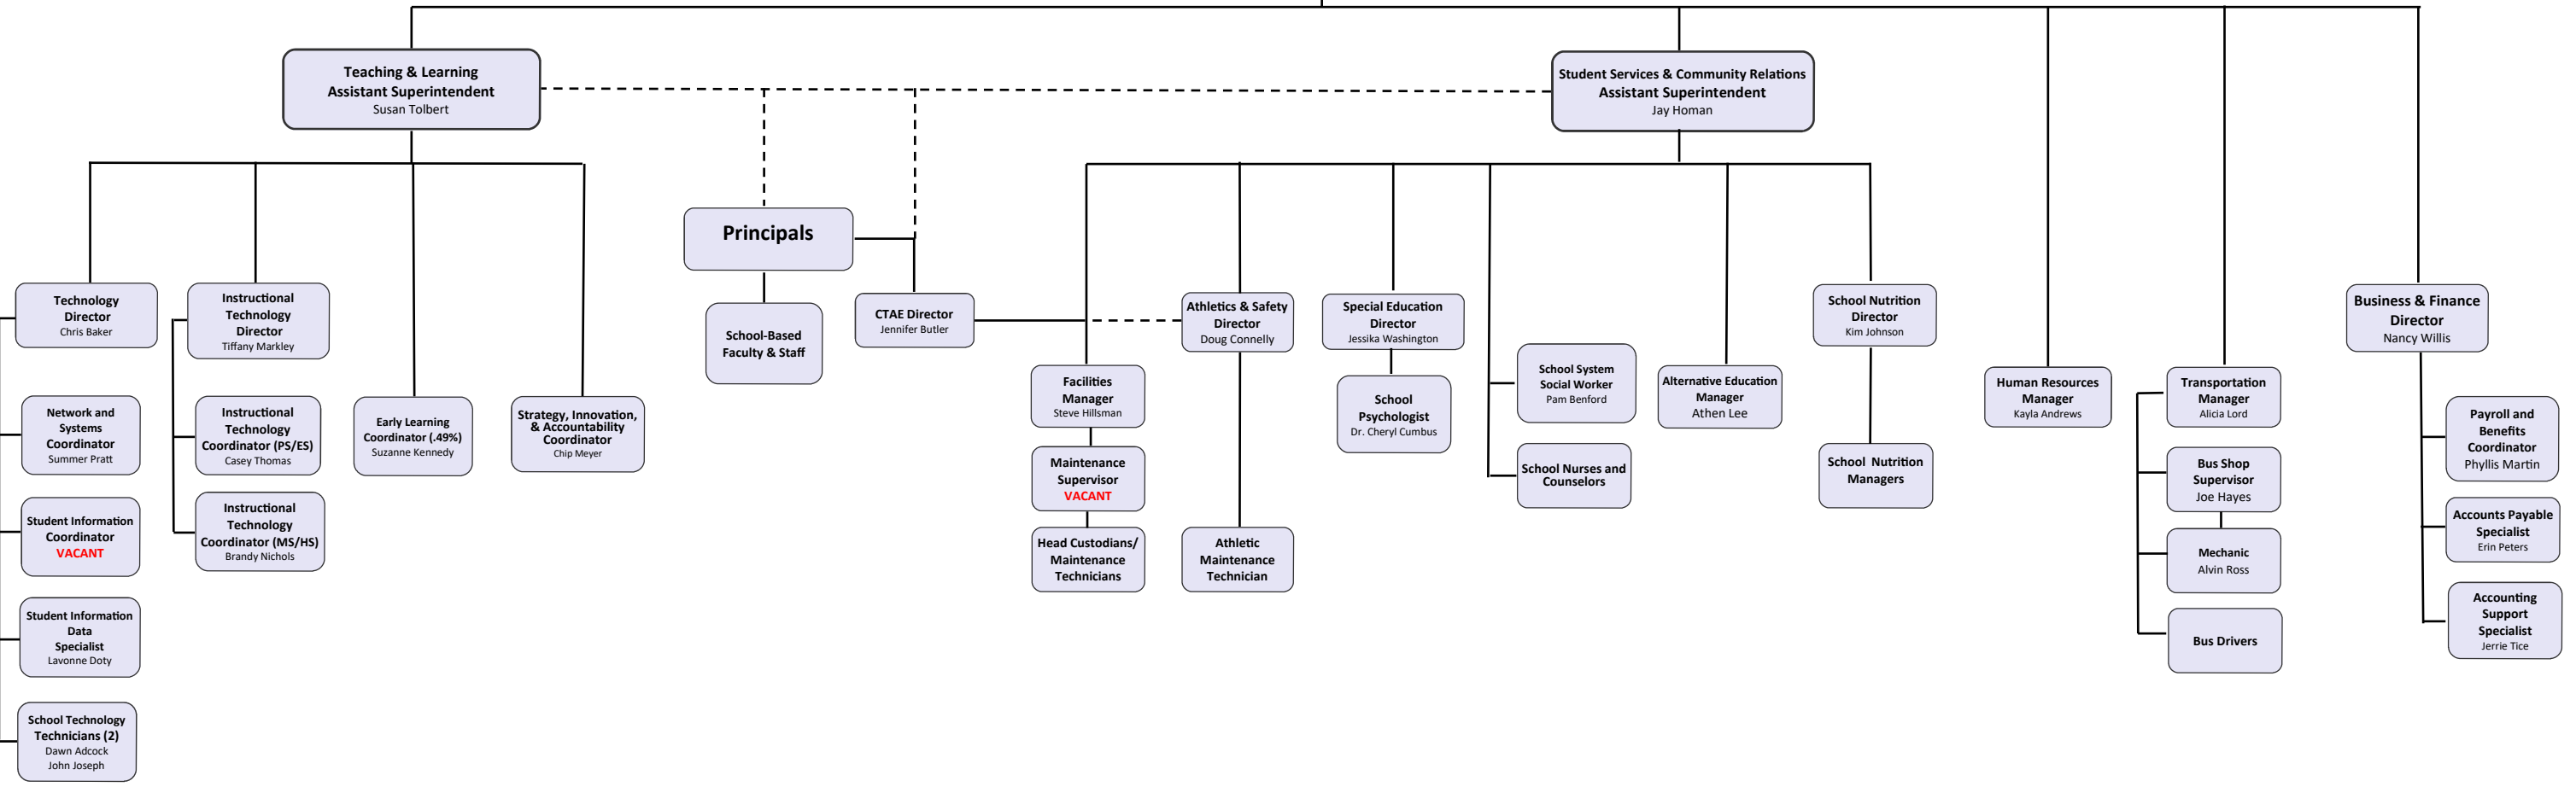 Teaching & Learning
Assistant Superintendent
Susan Tolbert
Student Services & Community Relations
Assistant Superintendent
Jay Homan
Principals
School-Based
Faculty & Staff
CTAE Director
Jennifer Butler
Technology
Director
Chris Baker
Network and
Systems
Coordinator
Summer Pratt
Student Information
Coordinator
VACANT
Student Information
Data
Specialist
Lavonne Doty
School Technology
Technicians (2)
Dawn Adcock
John Joseph
Instructional
Technology
Director
Tiffany Markley
Instructional
Technology
Coordinator (PS/ES)
Casey Thomas
Instructional
Technology
Coordinator (MS/HS)
Brandy Nichols
Early Learning
Coordinator (.49%)
Suzanne Kennedy
Strategy, Innovation,
& Accountability
Coordinator
Chip Meyer
Facilities
Manager
Steve Hillsman
Maintenance
Supervisor
VACANT
Head Custodians/
Maintenance
Technicians
Athletics & Safety
Director
Doug Connelly
Athletic
Maintenance
Technician
Special Education
Director
Jessika Washington
School
Psychologist
Dr. Cheryl Cumbus
School System
Social Worker
Pam Benford
School Nurses and
Counselors
Alternative Education
Manager
Athen Lee
School Nutrition
Director
Kim Johnson
School Nutrition
Managers
Human Resources
Manager
Kayla Andrews
Transportation
Manager
Alicia Lord
Bus Shop
Supervisor
Joe Hayes
Mechanic
Alvin Ross
Bus Drivers
Business & Finance
Director
Nancy Willis
Payroll and
Benefits
Coordinator
Phyllis Martin
Accounts Payable
Specialist
Erin Peters
Accounting
Support
Specialist
Jerrie Tice